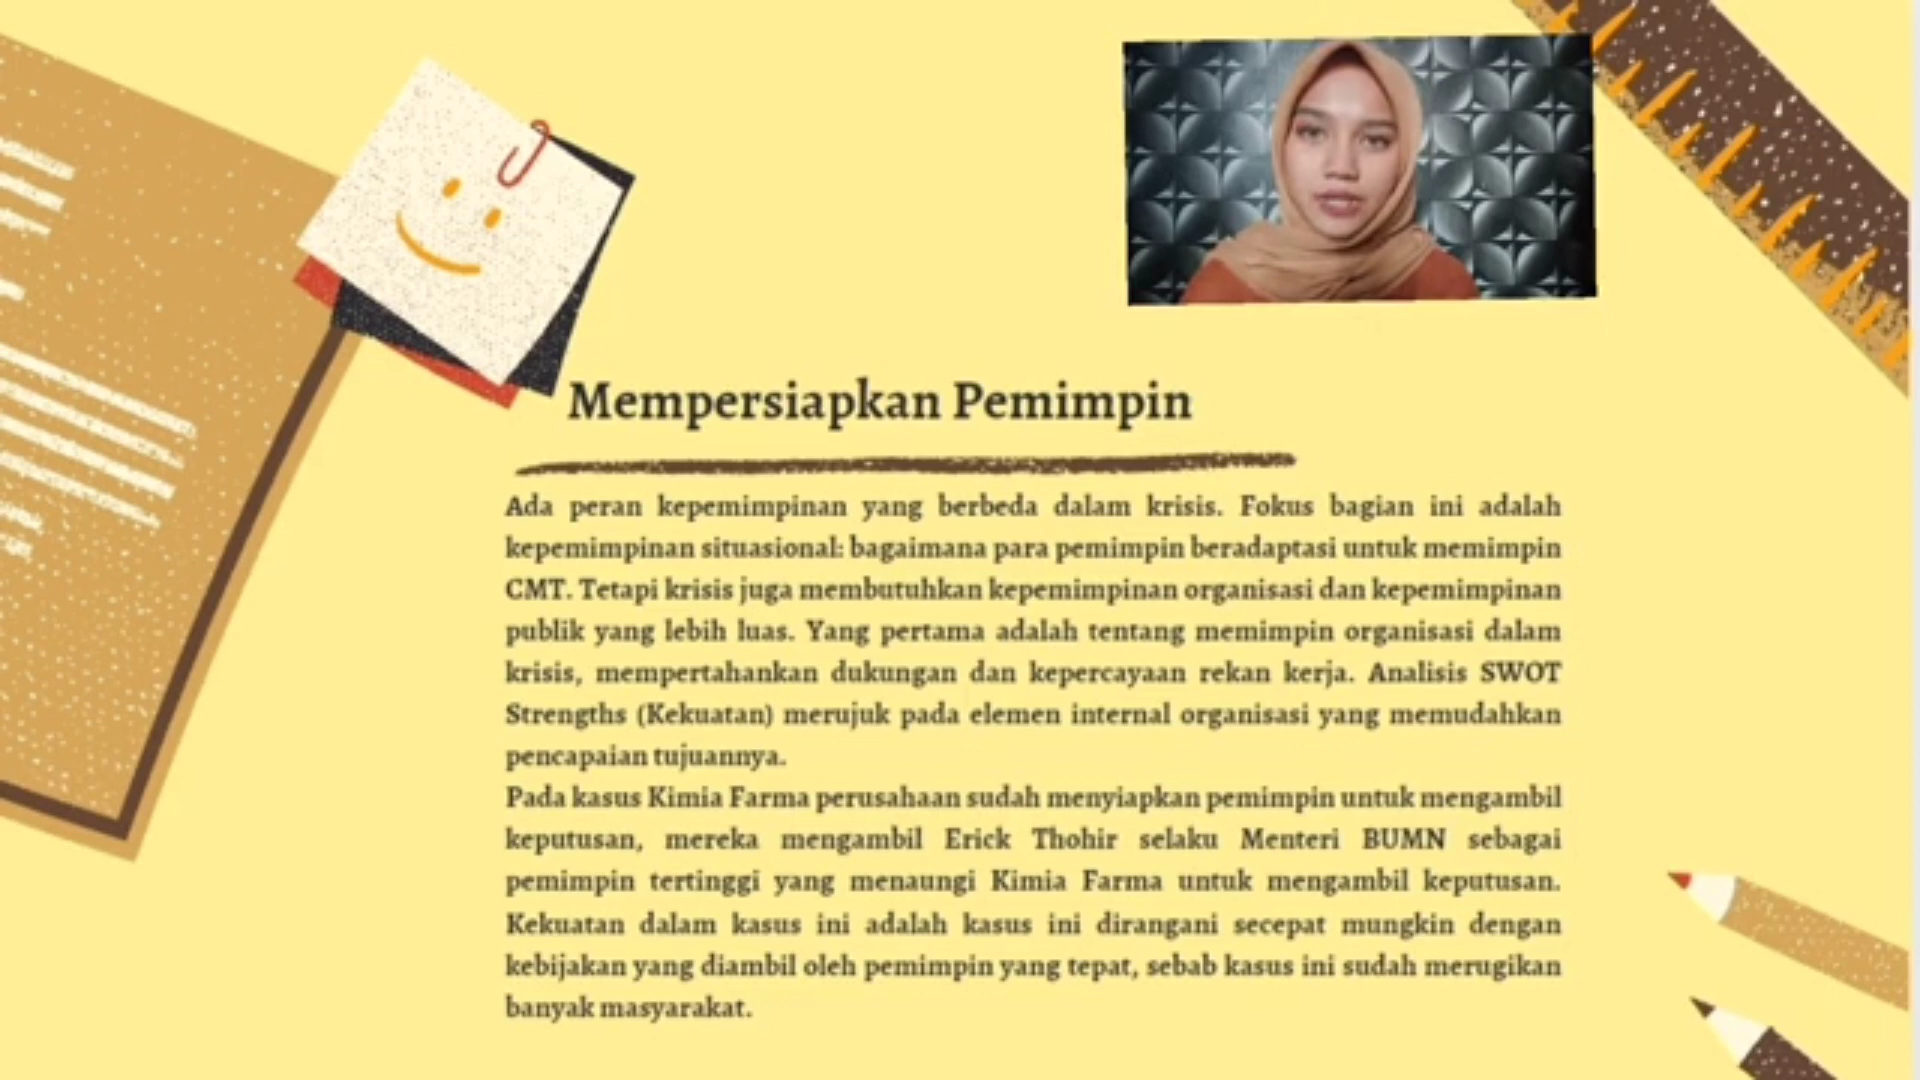 Mempersiapkan Pemimpin
Ada peran kepemimpinan yang berbeda dalam krisis. Fokus bagian ini adalah
kepemimpinan situasional: bagaimana para pemimpin beradaptasi untuk memimpin
CMT. Tetapi krisis juga membutuhkan kepemimpinan organisasi dan kepemimpinan
publik yang lebih luas. Yang pertama adalah tentang memimpin organisasi dalam
krisis, mempertahankan dukungan dan kepercayaan rekan kerja. Analisis SWOT
Strengths (Kekuatan) merujuk pada elemen internal organisasi yang memudahkan
pencapaian tujuannya.
Pada kasus Kimia Farma perusahaan sudah menyiapkan pemimpin untuk mengambil
keputusan, mereka mengambil Erick Thohir selaku Menteri BUMN sebagai
pemimpin tertinggi yang menaungi Kimia Farma untuk mengambil keputusan.
Kekuatan dalam kasus ini adalah kasus ini dirangani secepat mungkin dengan
kebijakan yang diambil oleh pemimpin yang tepat, sebab kasus ini sudah merugikan
banyak masyarakat.